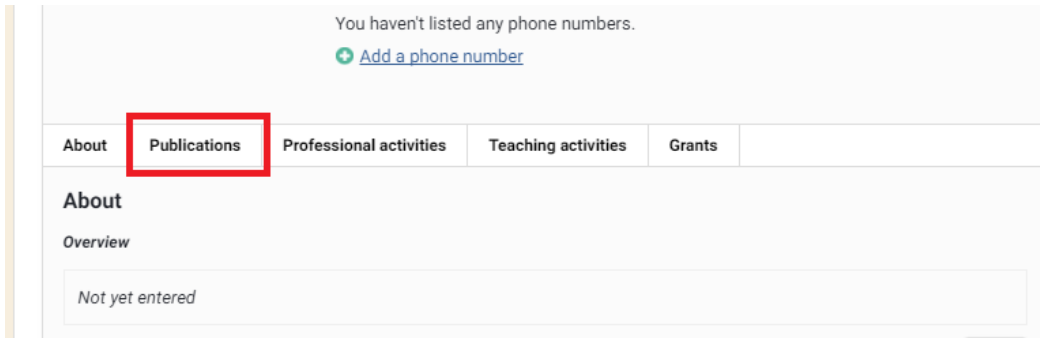 You haven't listed any phone numbers.
Add a phone number
About Publications Professional activities Teaching activities Grants
About
Overview
Not yet entered